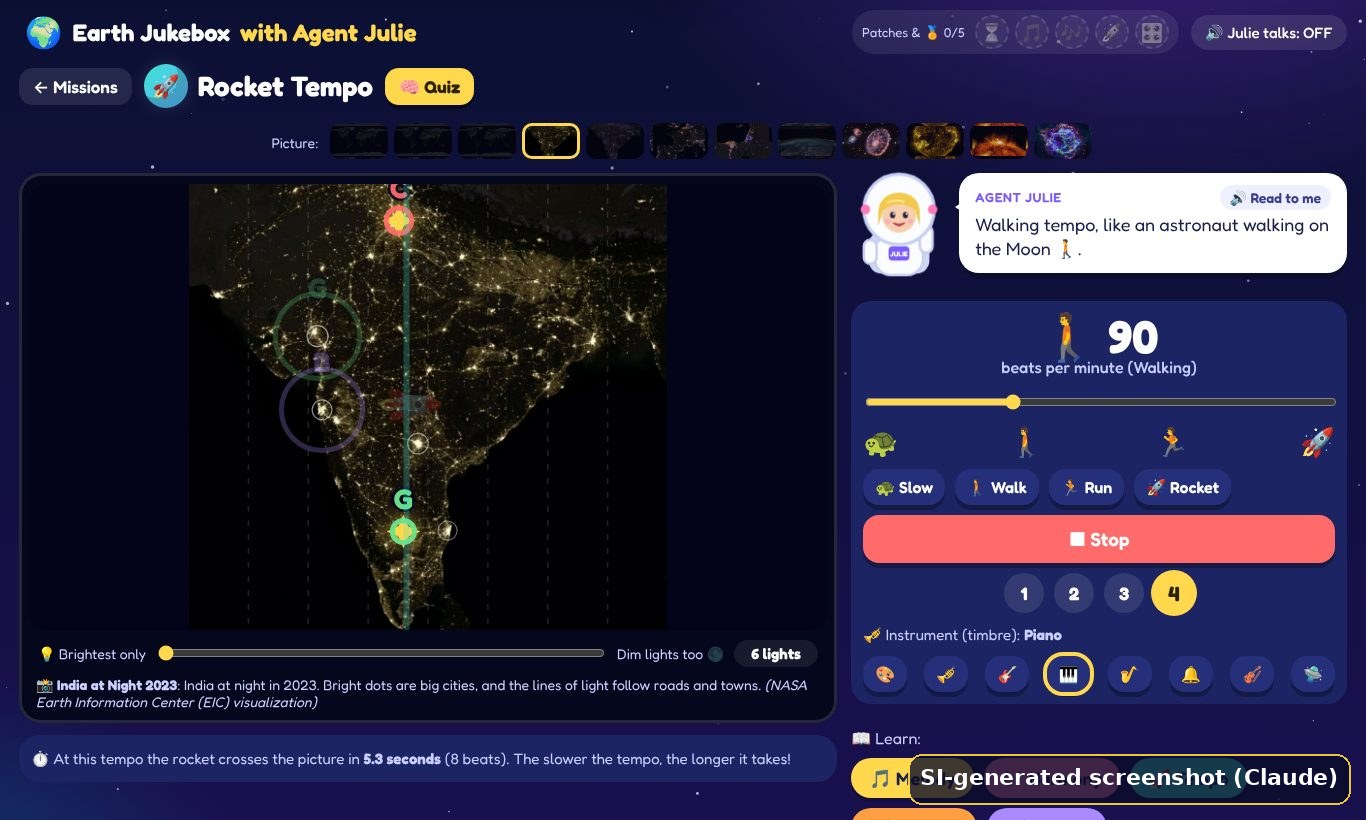 Earth Jukebox with Agent Julie
Patches & 0/5
Julie talks: OFF
← Missions
Rocket Tempo
Quiz
Picture:
AGENT JULIE
Read to me
Walking tempo, like an astronaut walking on
the Moon .
JULIE
C
G
G
90
beats per minute (Walking)
Slow
Walk
Run
Rocket
Stop
1 2 3 4
Instrument (timbre): Piano
Brightest only
Dim lights too
6 lights
India at Night 2023: India at night in 2023. Bright dots are big cities, and the lines of light follow roads and towns. (NASA
Earth Information Center (EIC) visualization)
At this tempo the rocket crosses the picture in 5.3 seconds (8 beats). The slower the tempo, the longer it takes!
Learn:
SI-generated screenshot (Claude)